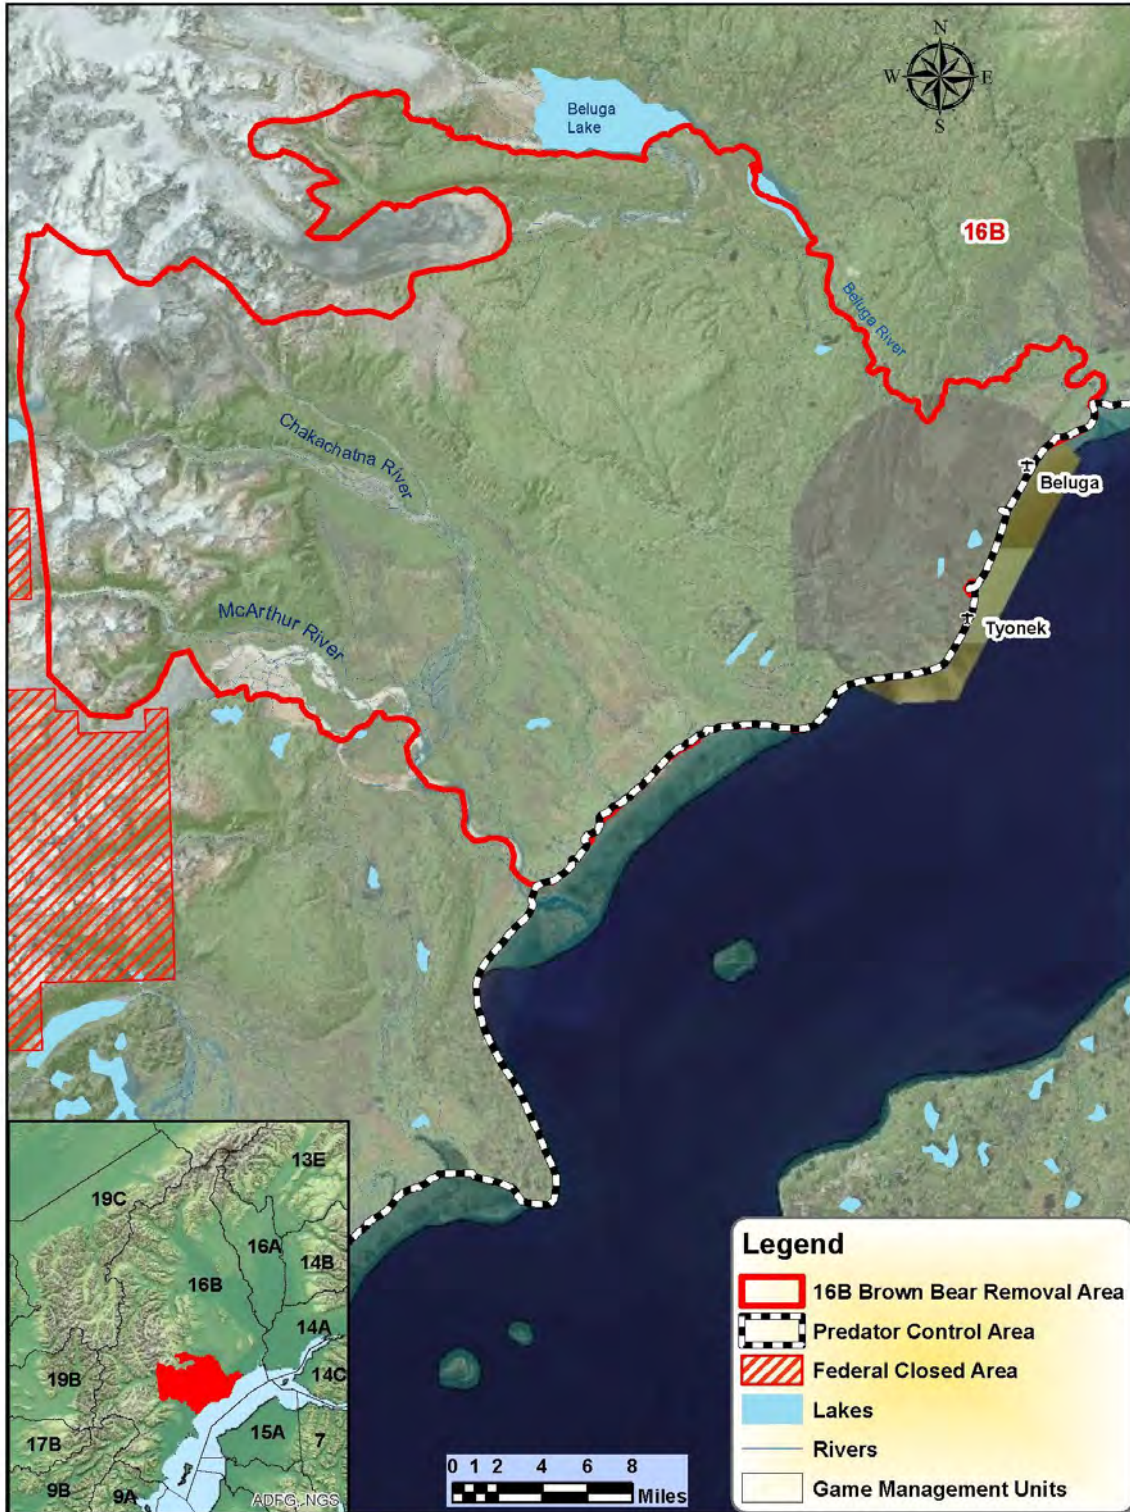 N
W E
S
Beluga
Lake
16B
Beluga River
Chakachatna River
Beluga
McArthur River
Tyonek
13E
19C
16A
14B
16B
14A
19B
14C
15A
17B
7
9B
9A
ADFG, NGS
0 1 2 4 6 8
Miles
Legend
16B Brown Bear Removal Area
Predator Control Area
Federal Closed Area
Lakes
Rivers
Game Management Units